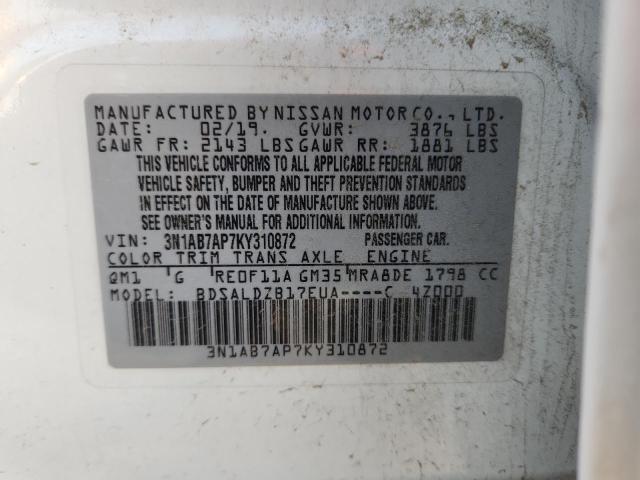 MANUFACTURED BY NISSAN MOTOR CO., LTD.
DATE: 02/19. GVWR: 3876 LBS
GAWR FR: 2143 LBS GAWR RR: 1881 LBS
THIS VEHICLE CONFORMS TO ALL APPLICABLE FEDERAL MOTOR
VEHICLE SAFETY, BUMPER AND THEFT PREVENTION STANDARDS
IN EFFECT ON THE DATE OF MANUFACTURE SHOWN ABOVE.
SEE OWNER'S MANUAL FOR ADDITIONAL INFORMATION.
VIN: 3N1AB7AP7KY310872 PASSENGER CAR.
COLOR TRIM TRANS AXLE ENGINE
QM1 G RE0F11A GM35 MRA8DE 1798 CC
MODEL: BDSALDZB17EUA----C 4Z000
3N1AB7AP7KY310872